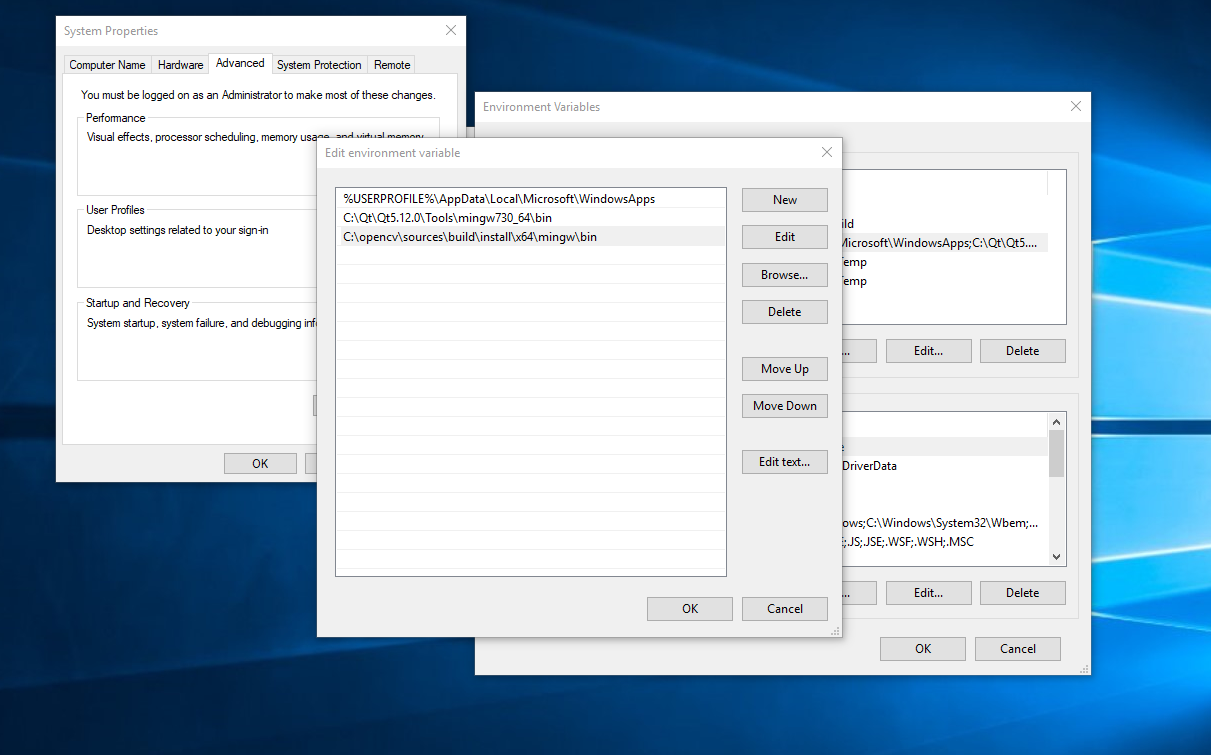 System Properties
Computer Name
Hardware
Advanced
System Protection
Remote
You must be logged on as an Administrator to make most of these changes.
Performance
Visual effects, processor scheduling, memory usage, and virtual memory
User Profiles
Desktop settings related to your sign-in
Startup and Recovery
System startup, system failure, and debugging
OK
Edit environment variable
%USERPROFILE%\AppData\Local\Microsoft\WindowsApps
C:\Qt\Qt5.12.0\Tools\mingw730_64\bin
C:\opencv\sources\build\install\x64\mingw\bin
New
Edit
Browse...
Delete
Move Up
Move Down
Edit text...
OK
Cancel
Environment Variables
ild
Microsoft\WindowsApps;C:\Qt\Qt5....
Temp
Temp
...
Edit...
Delete
DriverData
ows;C:\Windows\System32\Wbem;...
;.JS;.JSE;.WSF;.WSH;.MSC
...
Edit...
Delete
OK
Cancel